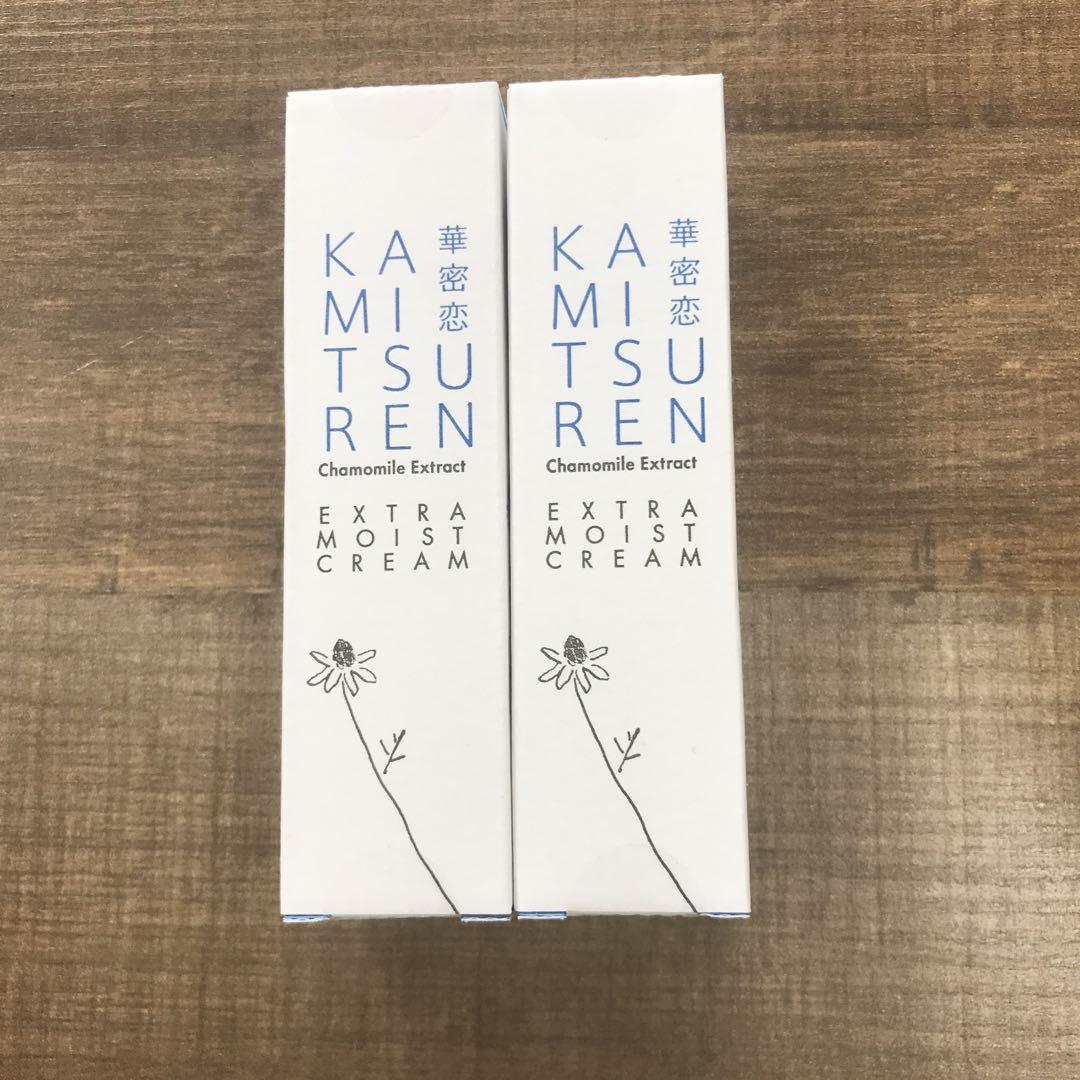 KA
MI
TSU
REN
華密恋
Chamomile Extract
EXTRA
MOIST
CREAM
KA
MI
TSU
REN
華密恋
Chamomile Extract
EXTRA
MOIST
CREAM